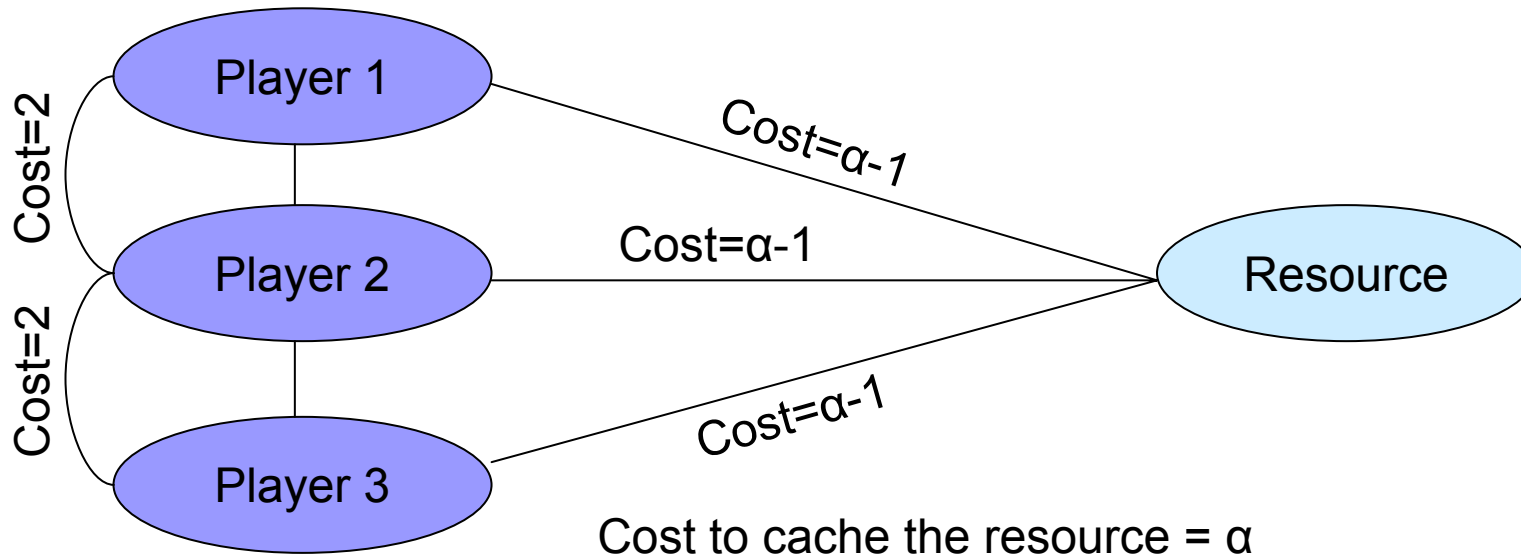 Player 1
Cost=2
Cost=α-1
Player 2
Cost=α-1
Resource
Cost=2
Cost=α-1
Player 3
Cost to cache the resource = α